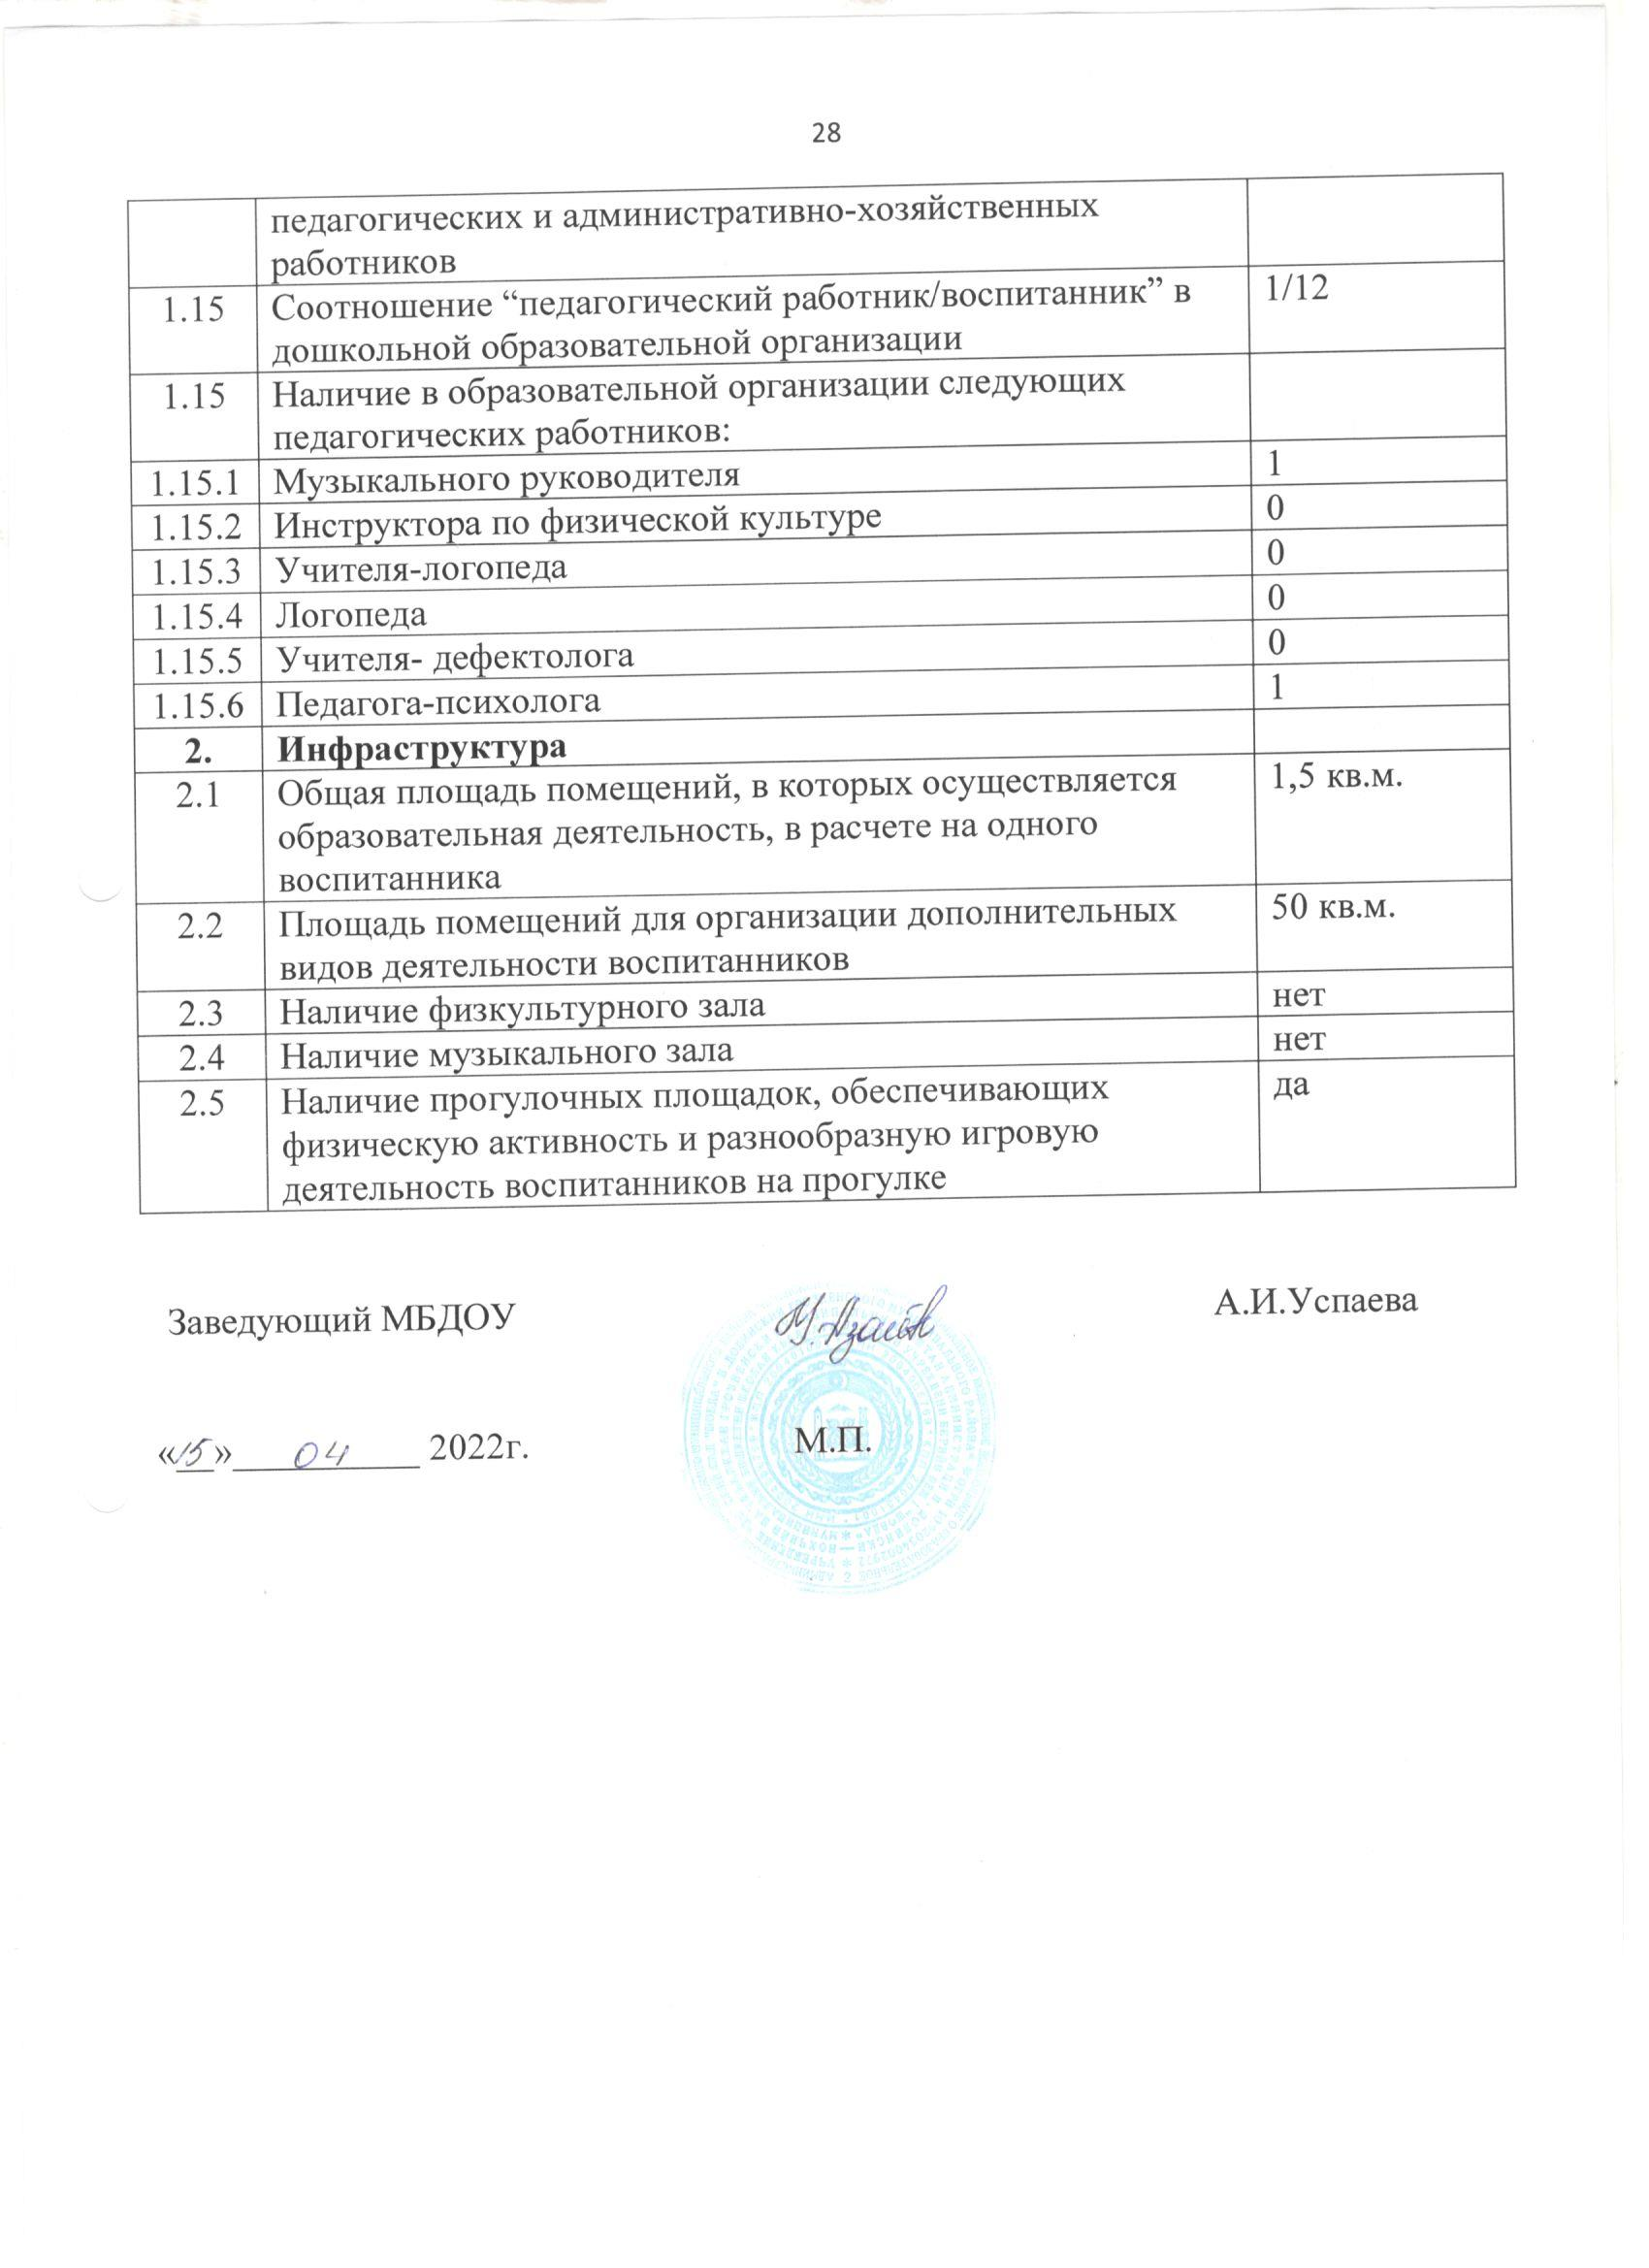 28
педагогических и административно-хозяйственных
работников
1.15 Соотношение “педагогический работник/воспитанник” в 1/12
дошкольной образовательной организации
1.15 Наличие в образовательной организации следующих
педагогических работников:
1.15.1 Музыкального руководителя 1
1.15.2 Инструктора по физической культуре 0
1.15.3 Учителя-логопеда 0
1.15.4 Логопеда 0
1.15.5 Учителя- дефектолога 0
1.15.6 Педагога-психолога 1
2. Инфраструктура
2.1 Общая площадь помещений, в которых осуществляется 1,5 кв.м.
образовательная деятельность, в расчете на одного
воспитанника
2.2 Площадь помещений для организации дополнительных 50 кв.м.
видов деятельности воспитанников
2.3 Наличие физкультурного зала нет
2.4 Наличие музыкального зала нет
2.5 Наличие прогулочных площадок, обеспечивающих да
физическую активность и разнообразную игровую
деятельность воспитанников на прогулке
Заведующий МБДОУ А.И.Успаева
«15» 04 2022г. М.П.